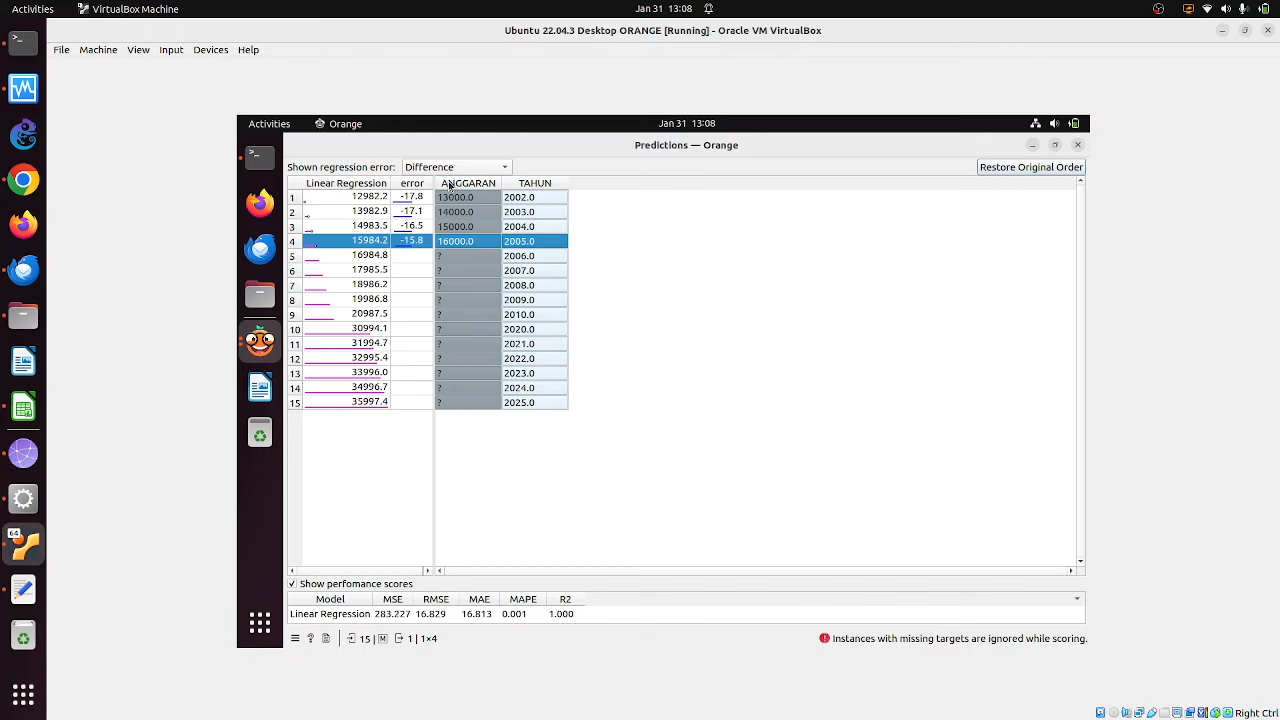 Activities VirtualBox Machine Jan 31 13:08
Ubuntu 22.04.3 Desktop ORANGE [Running] - Oracle VM VirtualBox
File Machine View Input Devices Help
Activities Orange Jan 31 13:08
Predictions — Orange
Shown regression error: Difference Restore Original Order
Linear Regression error ANGGARAN TAHUN
1 12982.2 -17.8 13000.0 2002.0
2 13982.9 -17.1 14000.0 2003.0
3 14983.5 -16.5 15000.0 2004.0
4 15984.2 -15.8 16000.0 2005.0
5 16984.8 ? 2006.0
6 17985.5 ? 2007.0
7 18986.2 ? 2008.0
8 19986.8 ? 2009.0
9 20987.5 ? 2010.0
10 30994.1 ? 2020.0
11 31994.7 ? 2021.0
12 32995.4 ? 2022.0
13 33996.0 ? 2023.0
14 34996.7 ? 2024.0
15 35997.4 ? 2025.0
Show perfomance scores
Model MSE RMSE MAE MAPE R2
Linear Regression 283.227 16.829 16.813 0.001 1.000
15 | M 1 | 1×4 Instances with missing targets are ignored while scoring.
64
Right Ctrl